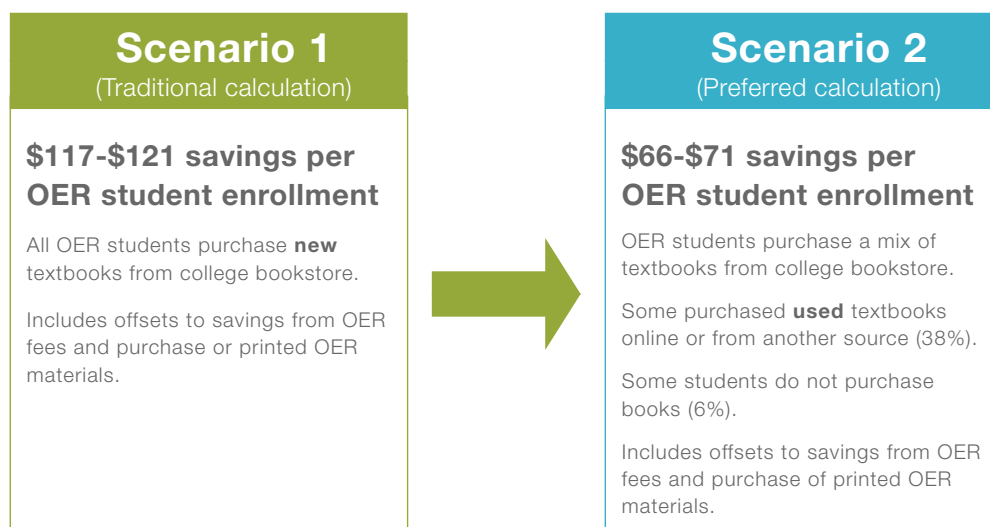 Scenario 1
(Traditional calculation)
$117-$121 savings per
OER student enrollment
All OER students purchase new
textbooks from college bookstore.
Includes offsets to savings from OER
fees and purchase or printed OER
materials.
Scenario 2
(Preferred calculation)
$66-$71 savings per
OER student enrollment
OER students purchase a mix of
textbooks from college bookstore.
Some purchased used textbooks
online or from another source (38%).
Some students do not purchase
books (6%).
Includes offsets to savings from OER
fees and purchase of printed OER
materials.